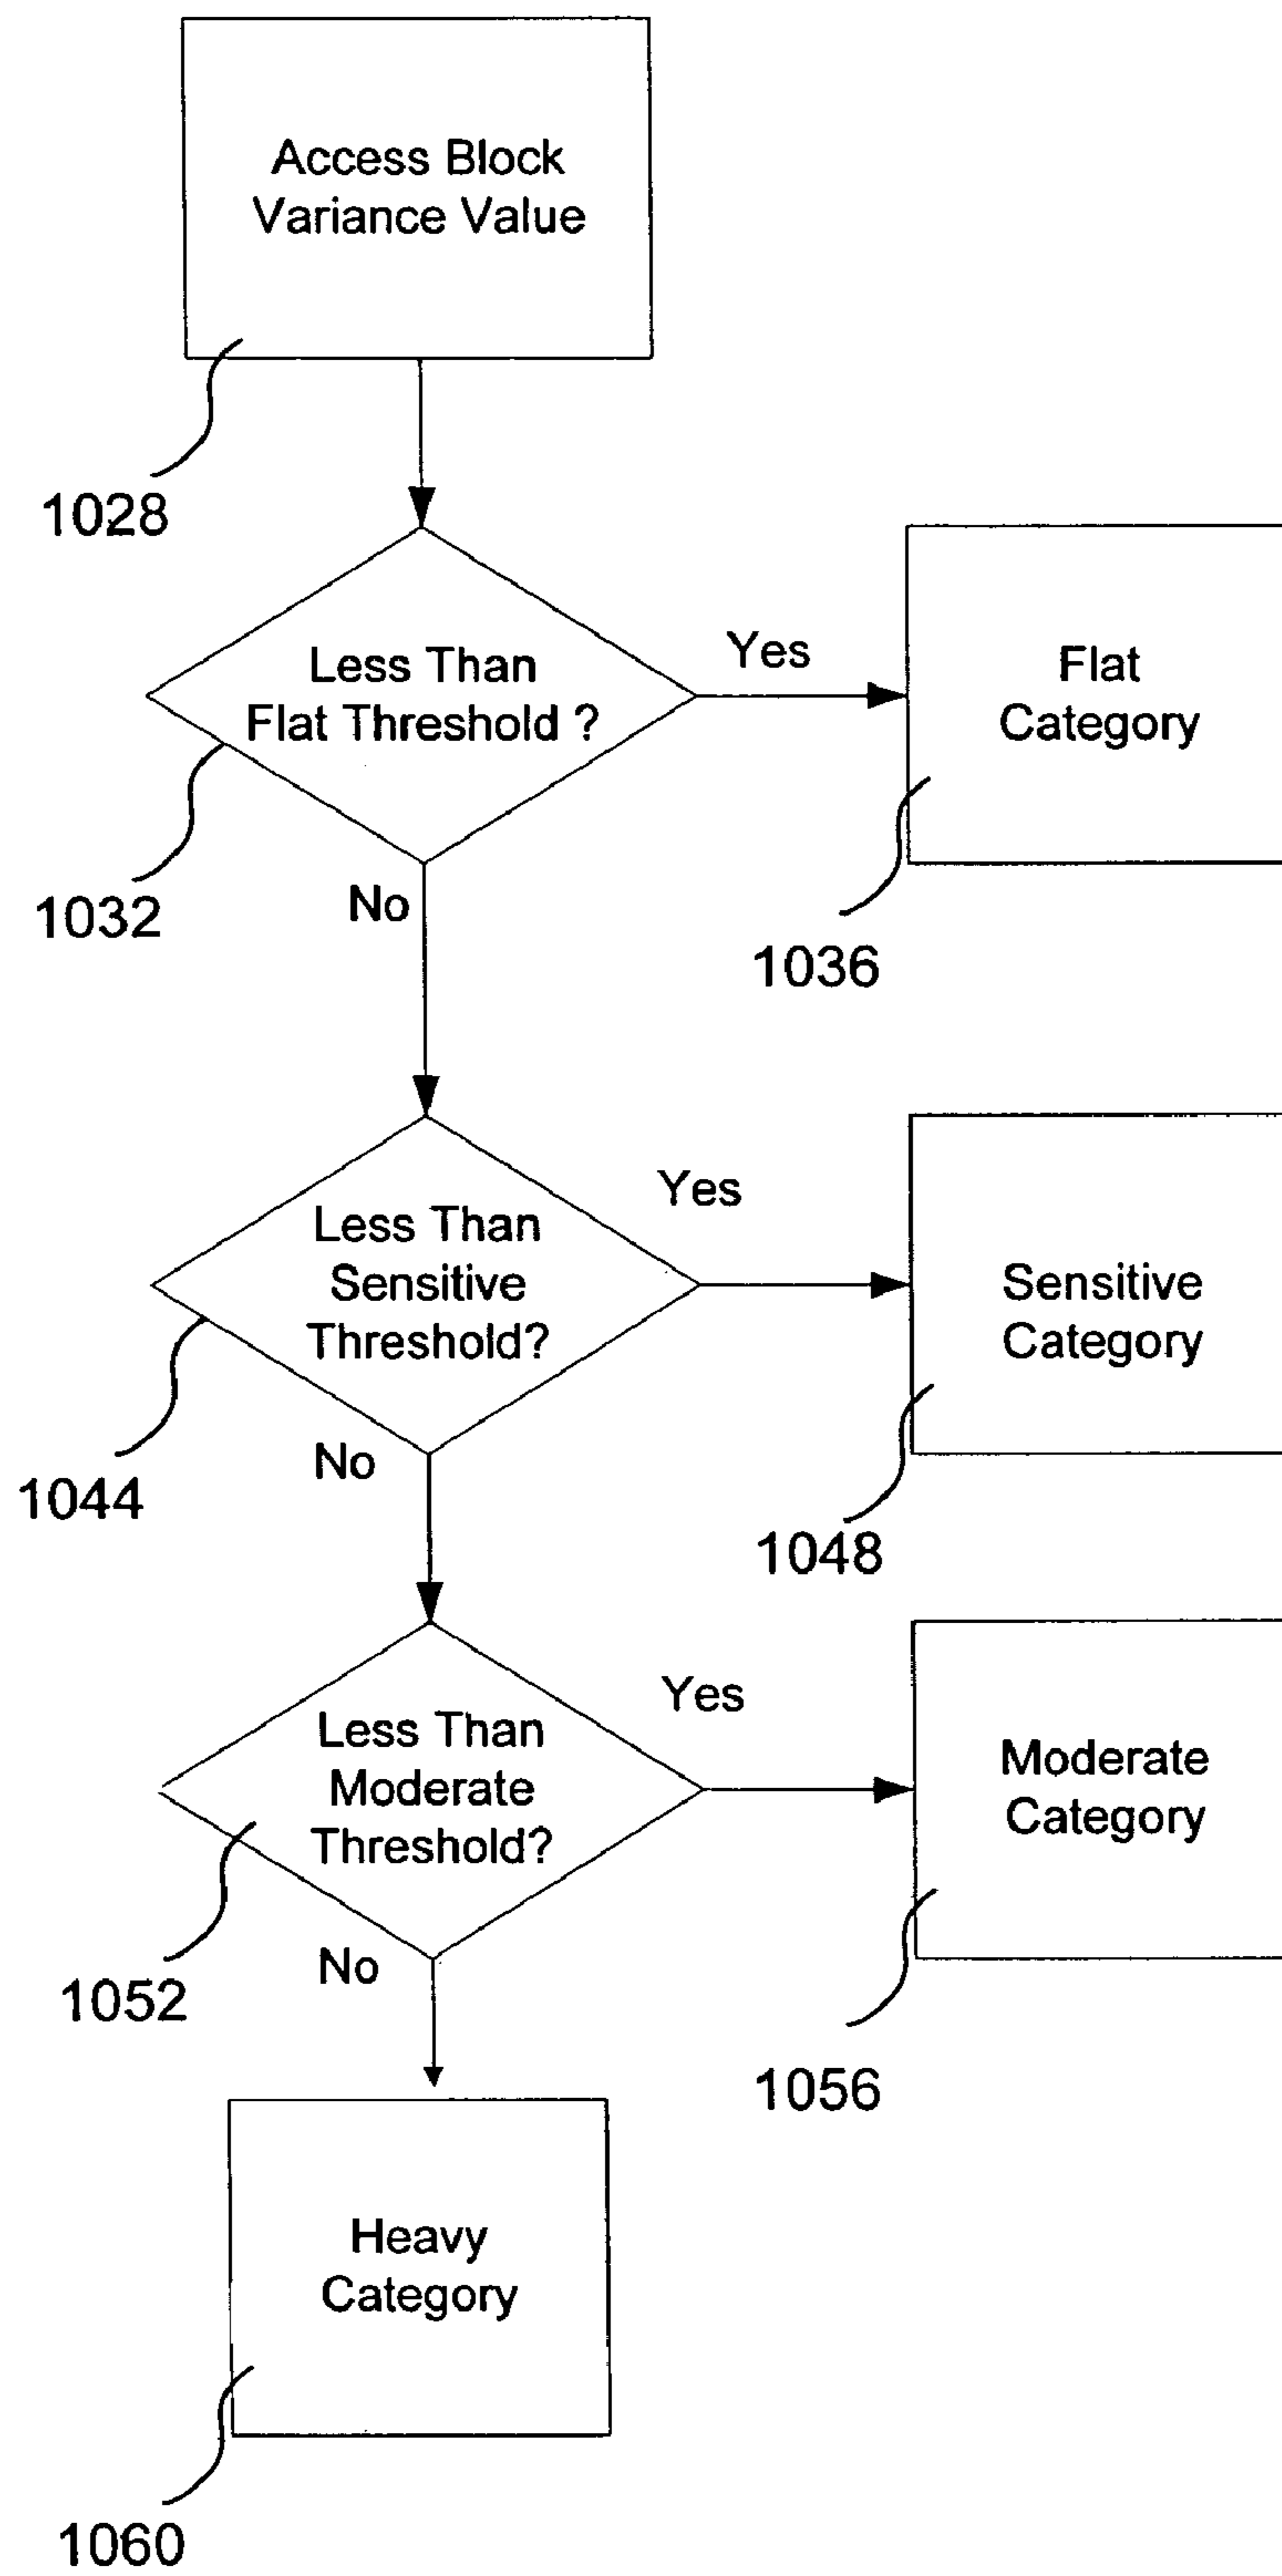 Access Block
Variance Value
1028
Less Than
Flat Threshold ?
Yes
Flat
Category
1032
No
1036
Less Than
Sensitive
Threshold?
Yes
Sensitive
Category
1044
No
1048
Less Than
Moderate
Threshold?
Yes
Moderate
Category
1052
No
1056
Heavy
Category
1060